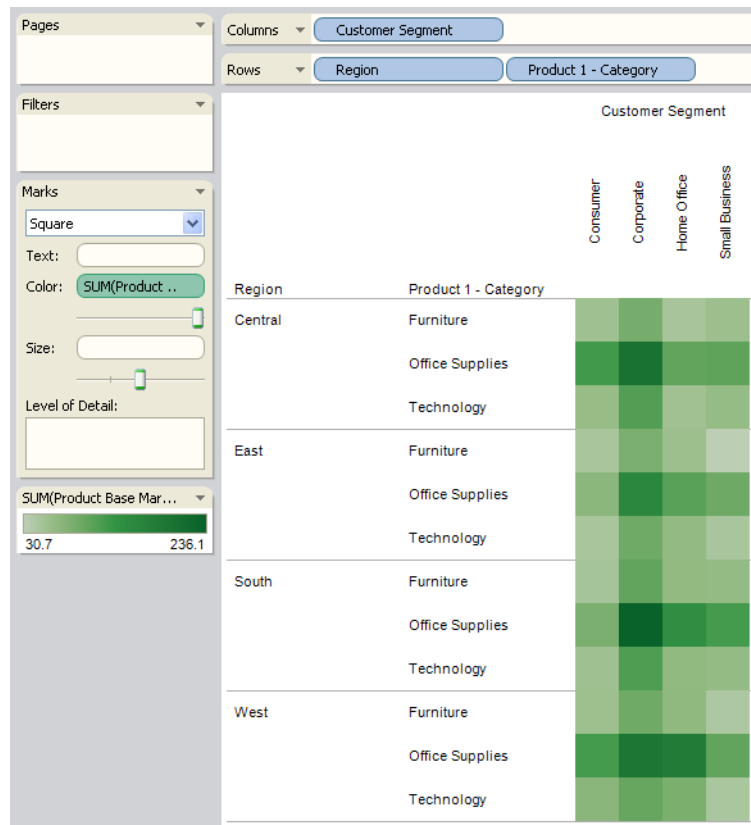 Pages
Columns Customer Segment
Rows Region Product 1 - Category
Filters
Marks
Square
Text:
Color: SUM(Product ..
Size:
Level of Detail:
SUM(Product Base Mar...
30.7 236.1
Customer Segment
Consumer
Corporate
Home Office
Small Business
Region Product 1 - Category
Central Furniture
Office Supplies
Technology
East Furniture
Office Supplies
Technology
South Furniture
Office Supplies
Technology
West Furniture
Office Supplies
Technology